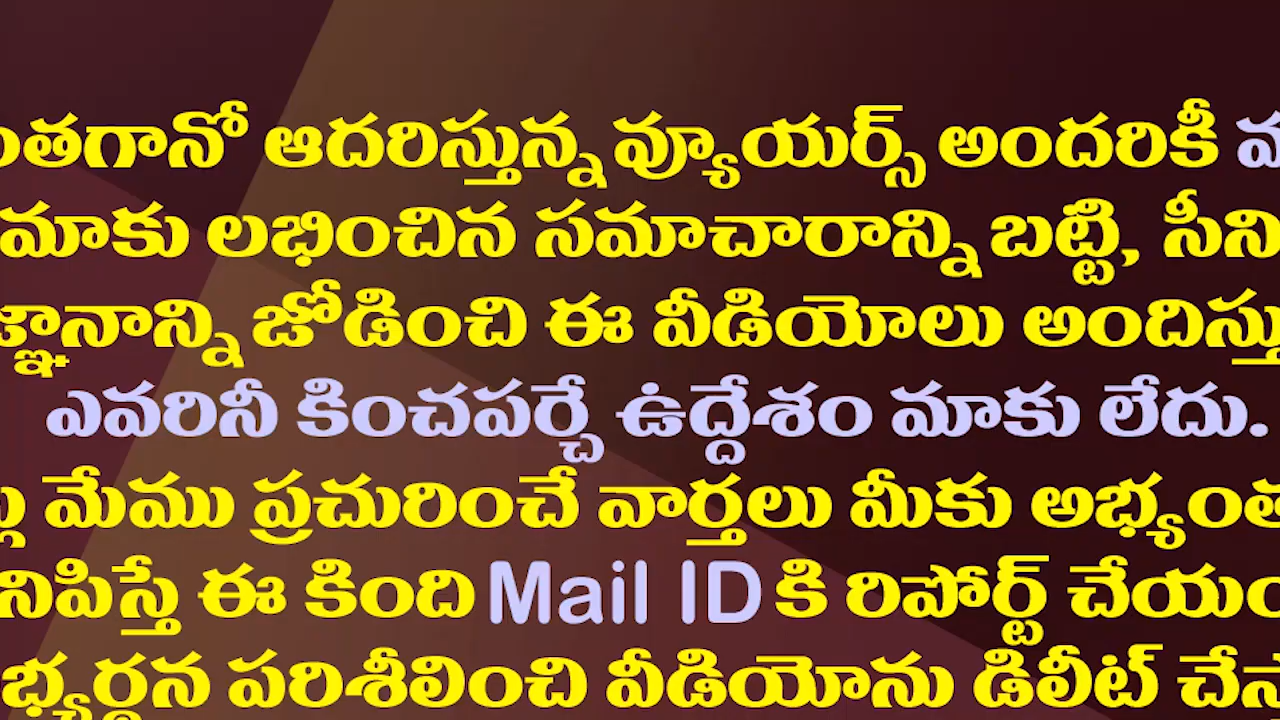 ఆదరిస్తున్న వ్యూయర్స్ అందరికీ
మాకు లభించిన సమాచారాన్ని బట్టి,
జోడించి ఈ వీడియోలు
ఎవరినీ కించపర్చే ఉద్దేశం మాకు లేదు.
మేము ప్రచురించే వార్తలు మీకు
ఈ కింది Mail ID కి రిపోర్ట్
పరిశీలించి వీడియోను డిలీట్